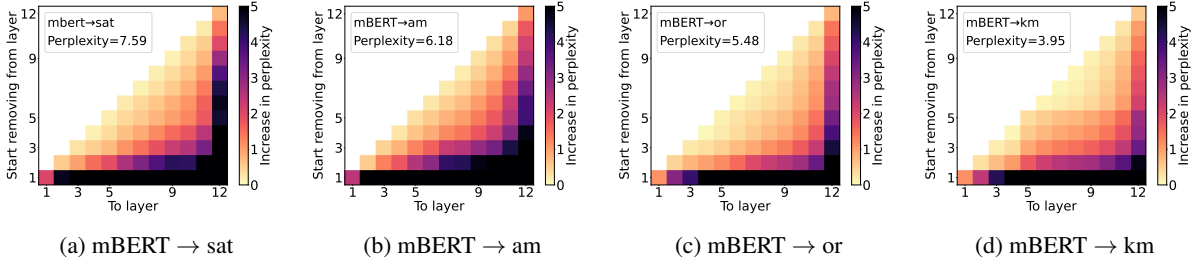 mbert→sat
Perplexity=7.59
Start removing from layer
12
9
5
3
1
1 3 5 9 12
To layer
5
4
3
2
1
0
Increase in perplexity
(a) mBERT → sat
mBERT→am
Perplexity=6.18
Start removing from layer
12
9
5
3
1
1 3 5 9 12
To layer
5
4
3
2
1
0
Increase in perplexity
(b) mBERT → am
mBERT→or
Perplexity=5.48
Start removing from layer
12
9
5
3
1
1 3 5 9 12
To layer
5
4
3
2
1
0
Increase in perplexity
(c) mBERT → or
mBERT→km
Perplexity=3.95
Start removing from layer
12
9
5
3
1
1 3 5 9 12
To layer
5
4
3
2
1
0
Increase in perplexity
(d) mBERT → km